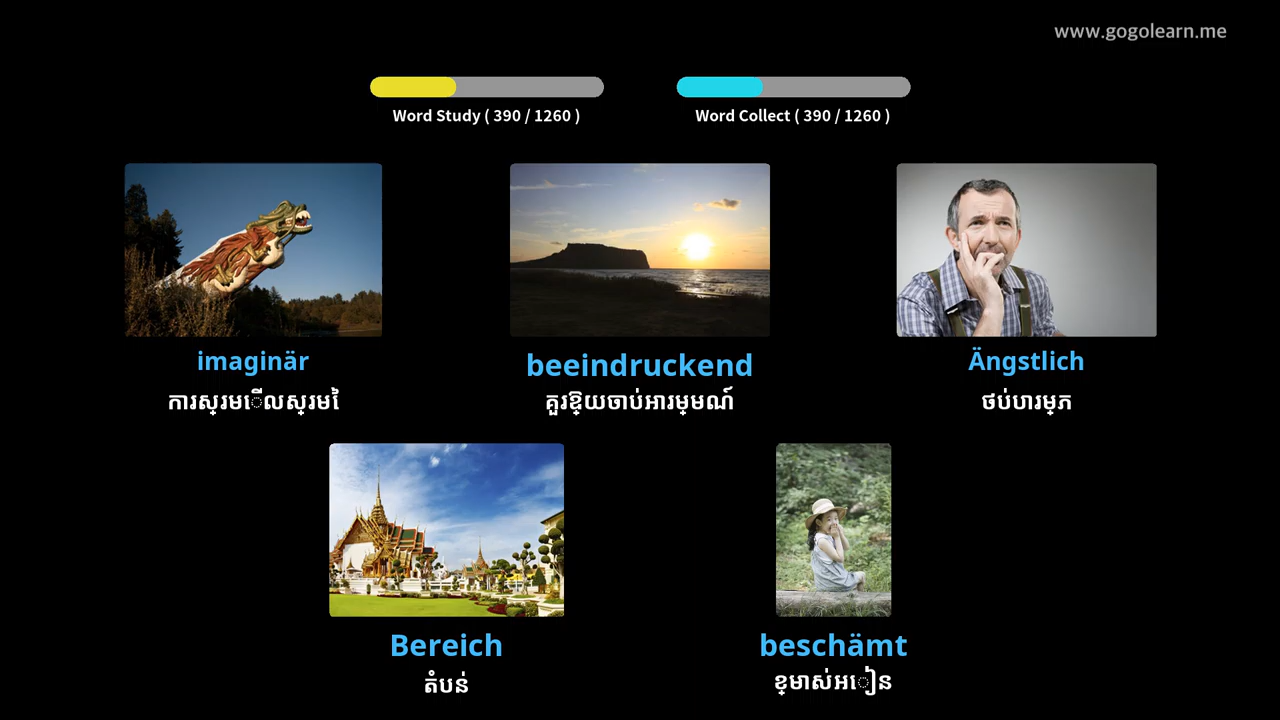 www.gogolearn.me
Word Study ( 390 / 1260 )
Word Collect ( 390 / 1260 )
imaginär
beeindruckend
Ängstlich
ការស្រមើលស្រមៃ
គួរឱ្យចាប់អារម្មណ៍
ថប់បារម្ភ
Bereich
beschämt
តំបន់
ខ្មាស់អៀន